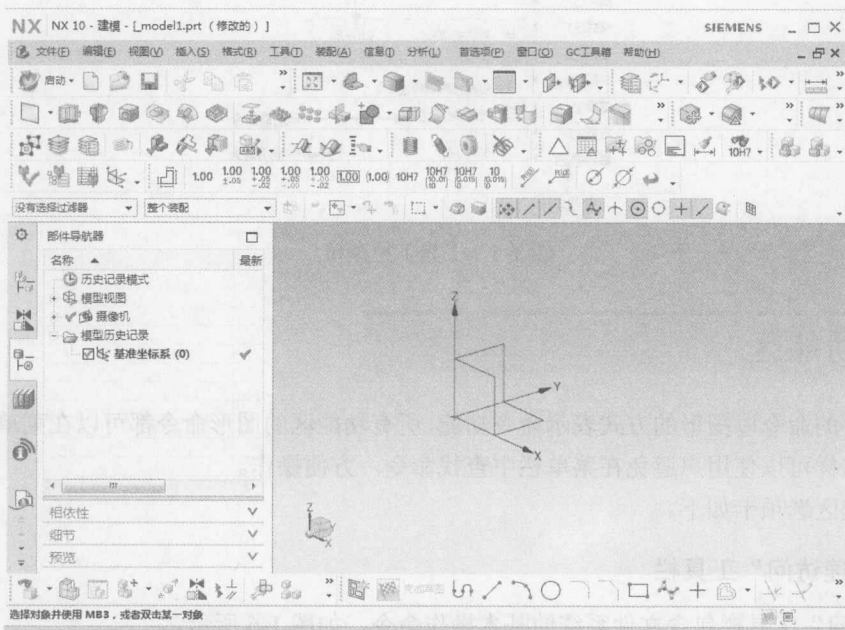 NX NX 10 - 建模 - [_model1.prt (修改的) ] SIEMENS
文件(F) 编辑(E) 视图(V) 插入(S) 格式(R) 工具(T) 装配(A) 信息(I) 分析(L) 首选项(P) 窗口(O) GC工具箱 帮助(H)
启动
10H7
1.00 1.00 1.00 1.00 1.00 1.00 (1.00) 10H7 10H7 10H7 10
没有选择过滤器 整个装配
部件导航器
名称 最新
历史记录模式
模型视图
摄像机
模型历史记录
基准坐标系 (0)
Z
Y
X
相依性
细节
预览
Z
Y
X
完成草图
选择对象并使用 MB3,或者双击某一对象